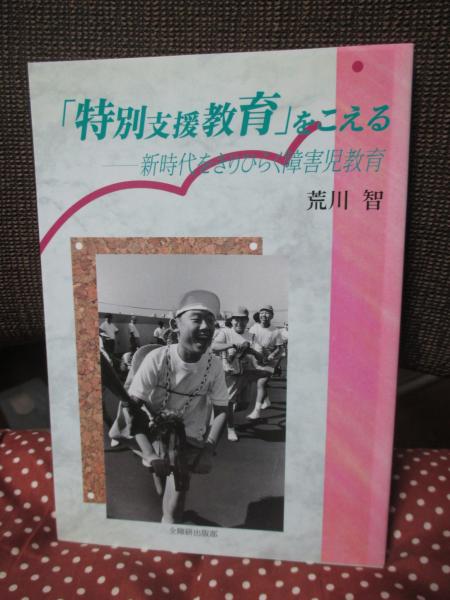 「特別支援教育」をこえる
──新時代をきりひらく障害児教育
荒川 智
全障研出版部